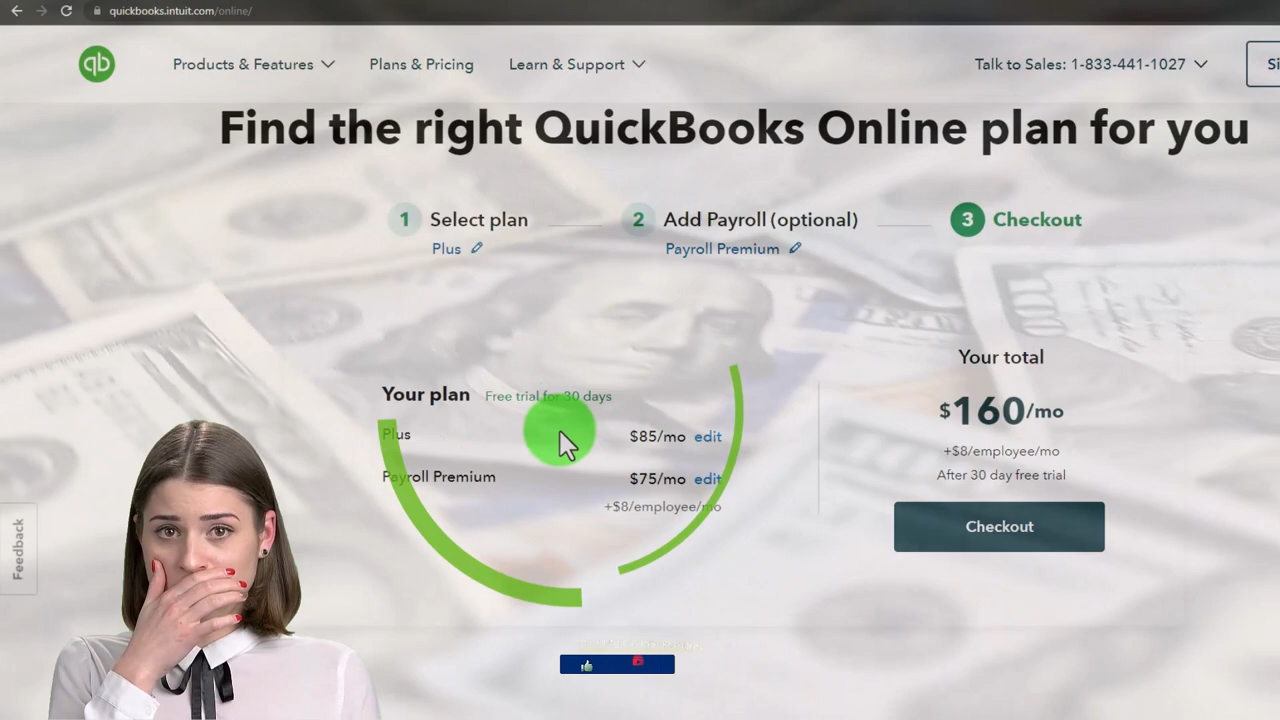 quickbooks.intuit.com/online/
qb
Products & Features
Plans & Pricing
Learn & Support
Talk to Sales: 1-833-441-1027
Si
Find the right QuickBooks Online plan for you
1 Select plan
Plus
2 Add Payroll (optional)
Payroll Premium
3 Checkout
Your plan Free trial for 30 days
Plus $85/mo edit
Payroll Premium $75/mo edit
+$8/employee/mo
Your total
$160/mo
+$8/employee/mo
After 30 day free trial
Checkout
Feedback